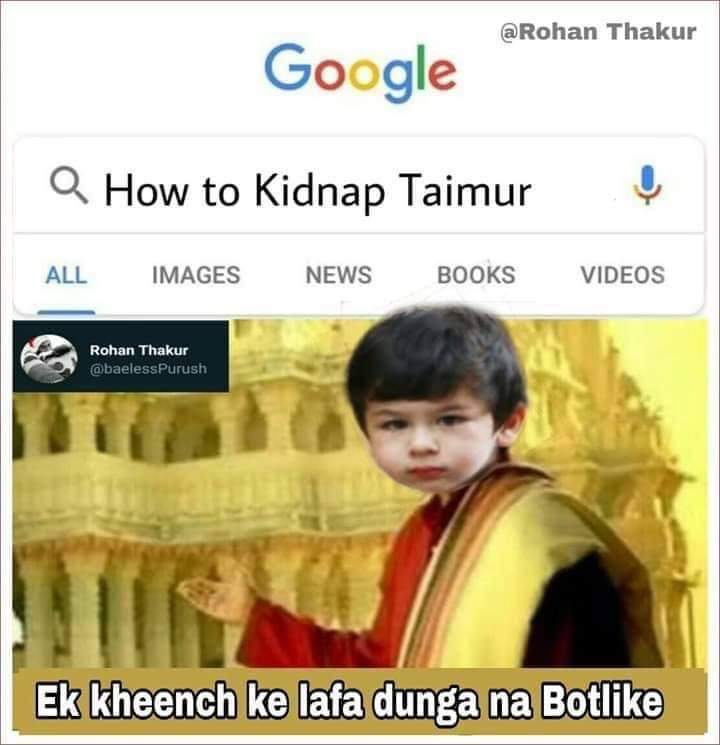 @Rohan Thakur
Google
How to Kidnap Taimur
ALL IMAGES NEWS BOOKS VIDEOS
Rohan Thakur
@baelessPurush
Ek kheench ke lafa dunga na Botlike